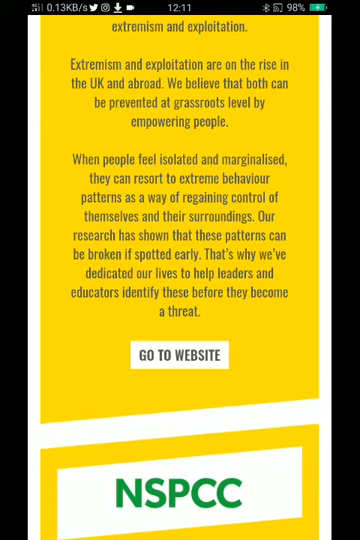 0.13KB/s 12:11 98%
extremism and exploitation.
Extremism and exploitation are on the rise in
the UK and abroad. We believe that both can
be prevented at grassroots level by
empowering people.
When people feel isolated and marginalised,
they can resort to extreme behaviour
patterns as a way of regaining control of
themselves and their surroundings. Our
research has shown that these patterns can
be broken if spotted early. That's why we've
dedicated our lives to help leaders and
educators identify these before they become
a threat.
GO TO WEBSITE
NSPCC